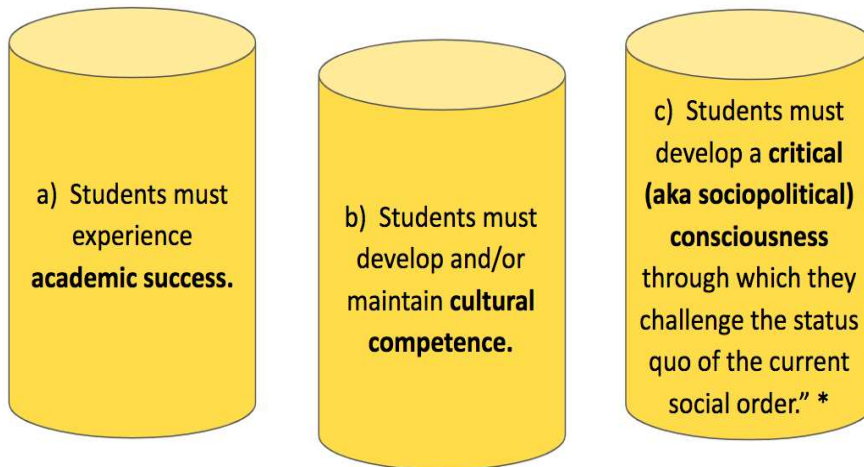 a) Students must
experience
academic success.
b) Students must
develop and/or
maintain cultural
competence.
c) Students must
develop a critical
(aka sociopolitical)
consciousness
through which they
challenge the status
quo of the current
social order.” *